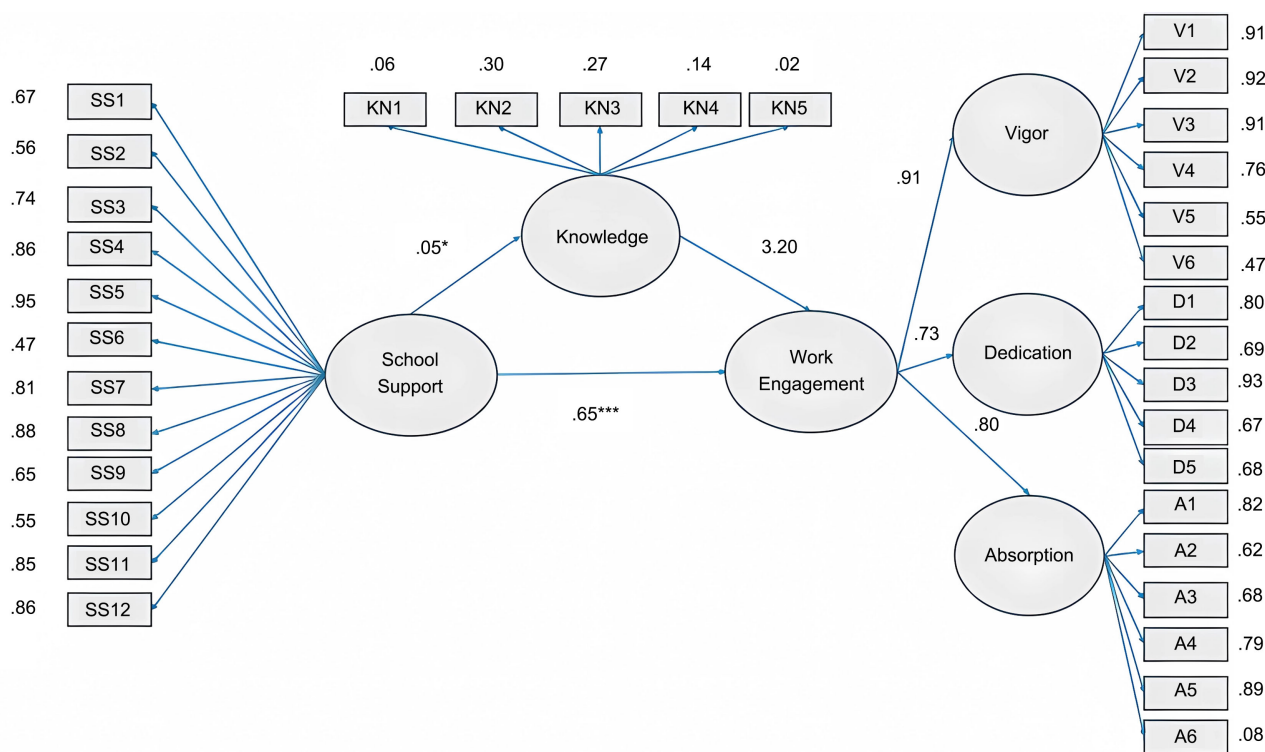 .67 SS1
.56 SS2
.74 SS3
.86 SS4
.95 SS5
.47 SS6
.81 SS7
.88 SS8
.65 SS9
.55 SS10
.85 SS11
.86 SS12
.06 .30 .27 .14 .02
KN1 KN2 KN3 KN4 KN5
Knowledge
.05*
3.20
School
Support
.65***
Work
Engagement
.91
.73
.80
Vigor
Dedication
Absorption
V1 .91
V2 .92
V3 .91
V4 .76
V5 .55
V6 .47
D1 .80
D2 .69
D3 .93
D4 .67
D5 .68
A1 .82
A2 .62
A3 .68
A4 .79
A5 .89
A6 .08